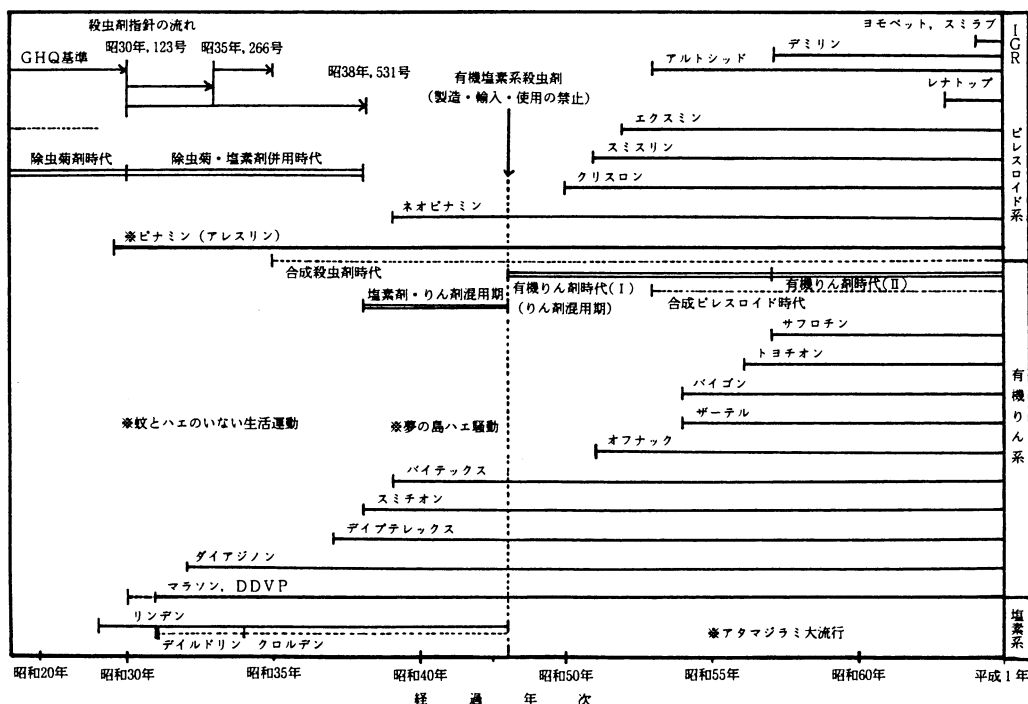 殺虫剤指針の流れ
昭30年,123号
昭35年,266号
GHQ基準
昭38年,531号
有機塩素系殺虫剤
(製造・輸入・使用の禁止)
ヨモペット, スミラブ
デミリン
アルトシッド
IGR
レナトップ
エクスミン
スミスリン
クリスロン
ネオピナミン
※ピナミン (アレスリン)
ピレスロイド系
除虫菊剤時代
除虫菊・塩素剤併用時代
合成殺虫剤時代
塩素剤・りん剤混用期
有機りん剤時代(Ⅰ)
(りん剤混用期)
有機りん剤時代(Ⅱ)
合成ピレスロイド時代
サフロチン
トヨチオン
バイゴン
ザーテル
オフナック
有機りん系
※蚊とハエのいない生活運動
※夢の島ハエ騒動
バイテックス
スミチオン
デイプテレックス
ダイアジノン
マラソン, DDVP
リンデン
デイルドリン
クロルデン
※アタマジラミ大流行
塩素系
昭和20年
昭和30年
昭和35年
昭和40年
昭和50年
昭和55年
昭和60年
平成1年
経過年次